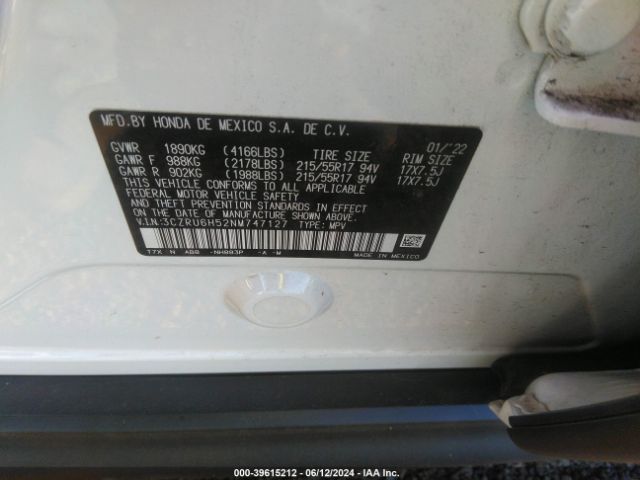 MFD.BY HONDA DE MEXICO S.A. DE C.V.
01/'22
GVWR 1890KG (4166LBS) TIRE SIZE RIM SIZE
GAWR F 988KG (2178LBS) 215/55R17 94V 17X7.5J
GAWR R 902KG (1988LBS) 215/55R17 94V 17X7.5J
THIS VEHICLE CONFORMS TO ALL APPLICABLE
FEDERAL MOTOR VEHICLE SAFETY
AND THEFT PREVENTION STANDARDS IN EFFECT ON
THE DATE OF MANUFACTURE SHOWN ABOVE.
V.I.N:3CZRU6H52NM747127 TYPE: MPV
T7X N ABB -NH883P -A -M MADE IN MEXICO
000-39615212 - 06/12/2024 - IAA Inc.